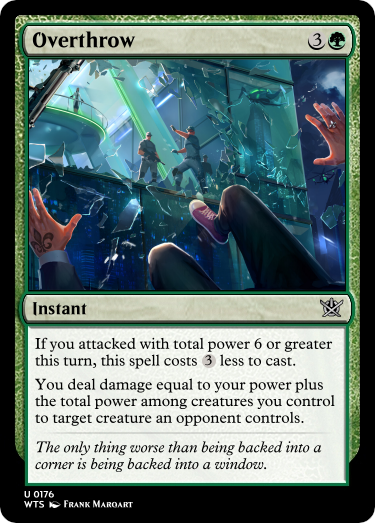 Overthrow 3
Instant
If you attacked with total power 6 or greater
this turn, this spell costs 3 less to cast.
You deal damage equal to your power plus
the total power among creatures you control
to target creature an opponent controls.
The only thing worse than being backed into a
corner is being backed into a window.
U 0176
WTS Frank Maroart